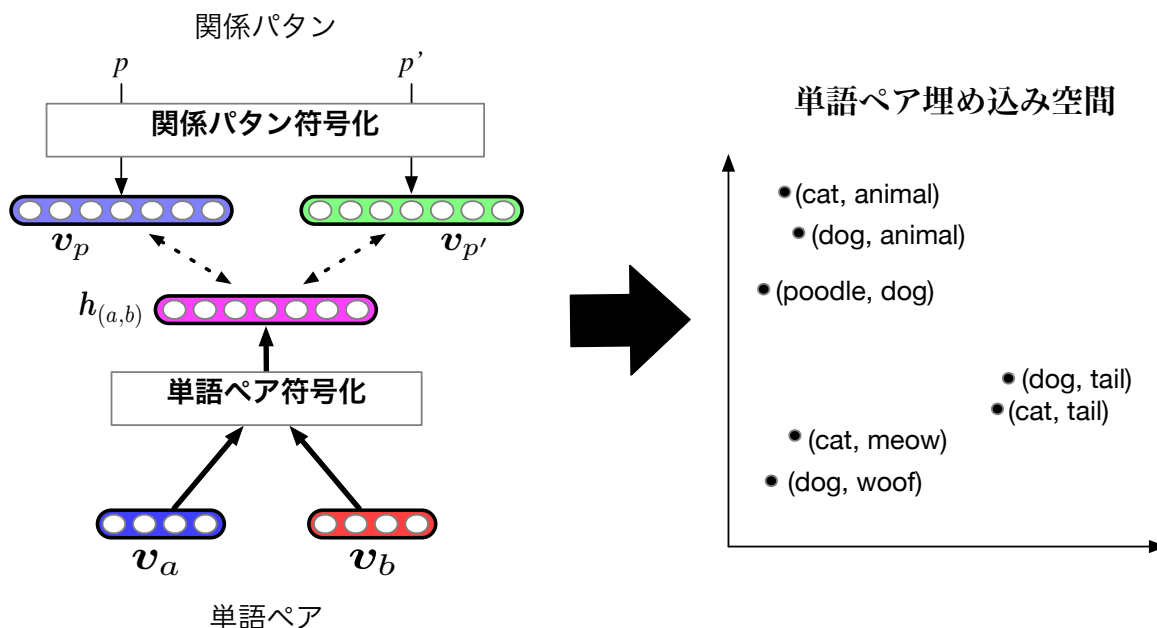 関係パタン
p
p’
関係パタン符号化
v_p
v_{p′}
h_{(a,b)}
単語ペア符号化
v_a
v_b
単語ペア
単語ペア埋め込み空間
(cat, animal)
(dog, animal)
(poodle, dog)
(dog, tail)
(cat, tail)
(cat, meow)
(dog, woof)